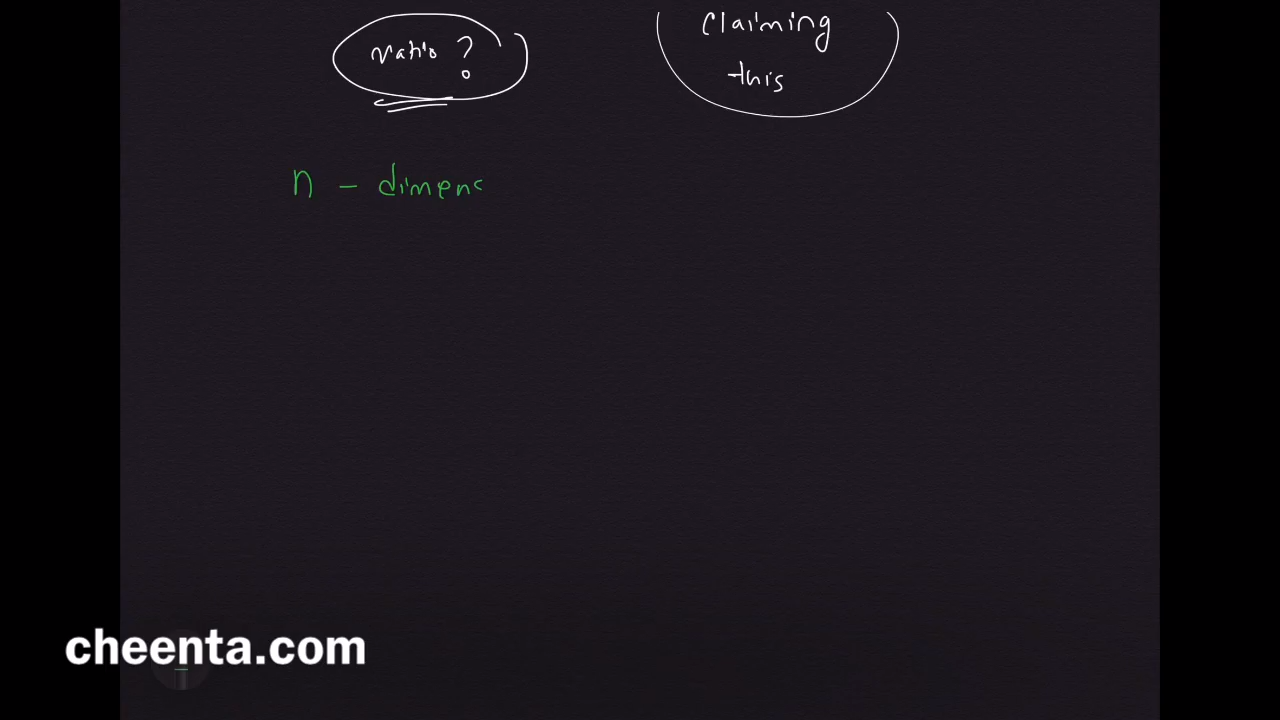 ratio ?
claiming
this
n - dimens
cheenta.com